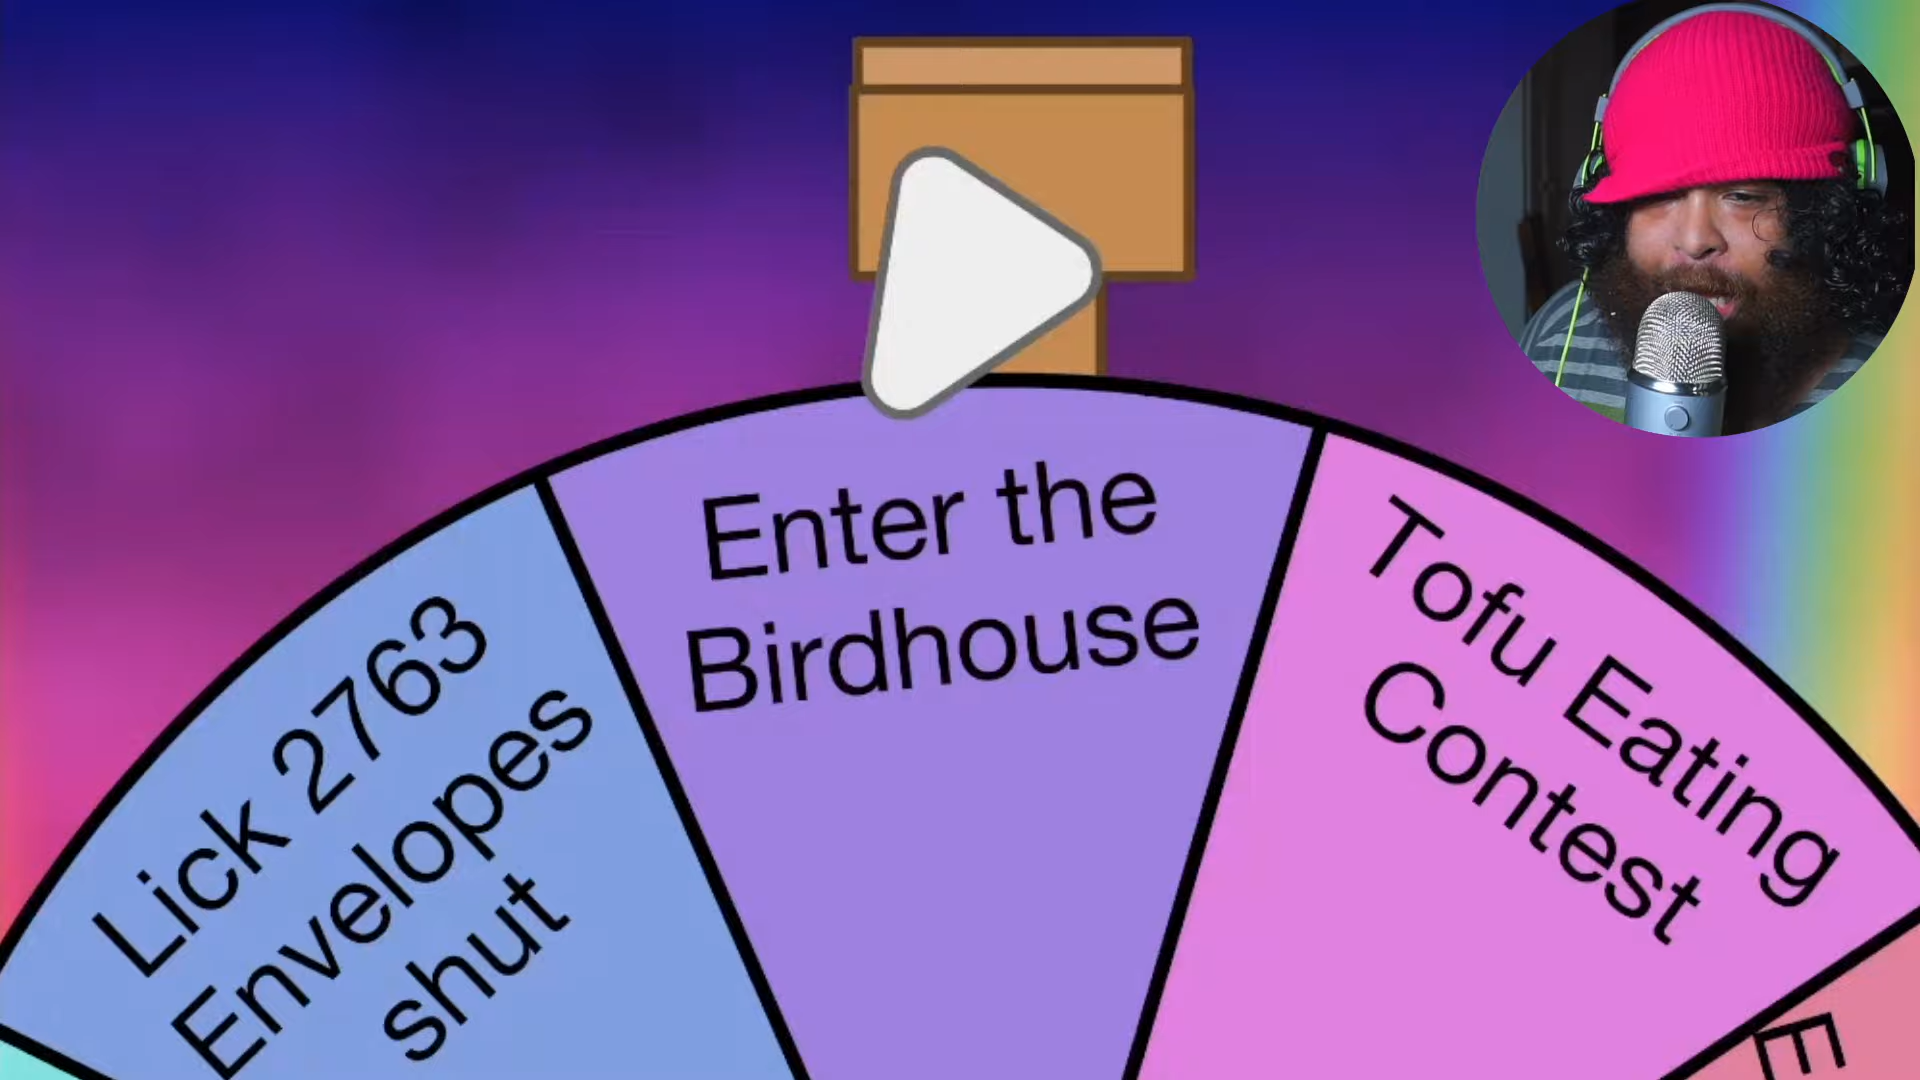 Lick 2763
Envelopes
shut
Enter the
Birdhouse
Tofu Eating
Contest
E